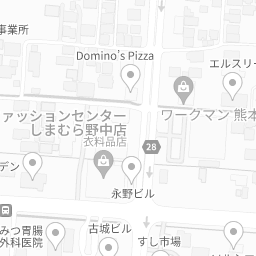 事業所
Domino's Pizza
エルスリー
ワークマン 熊本
ァッションセンター
しまむら野中店
衣料品店
28
デン
永野ビル
みつ胃腸
外科医院
古城ビル
すし市場